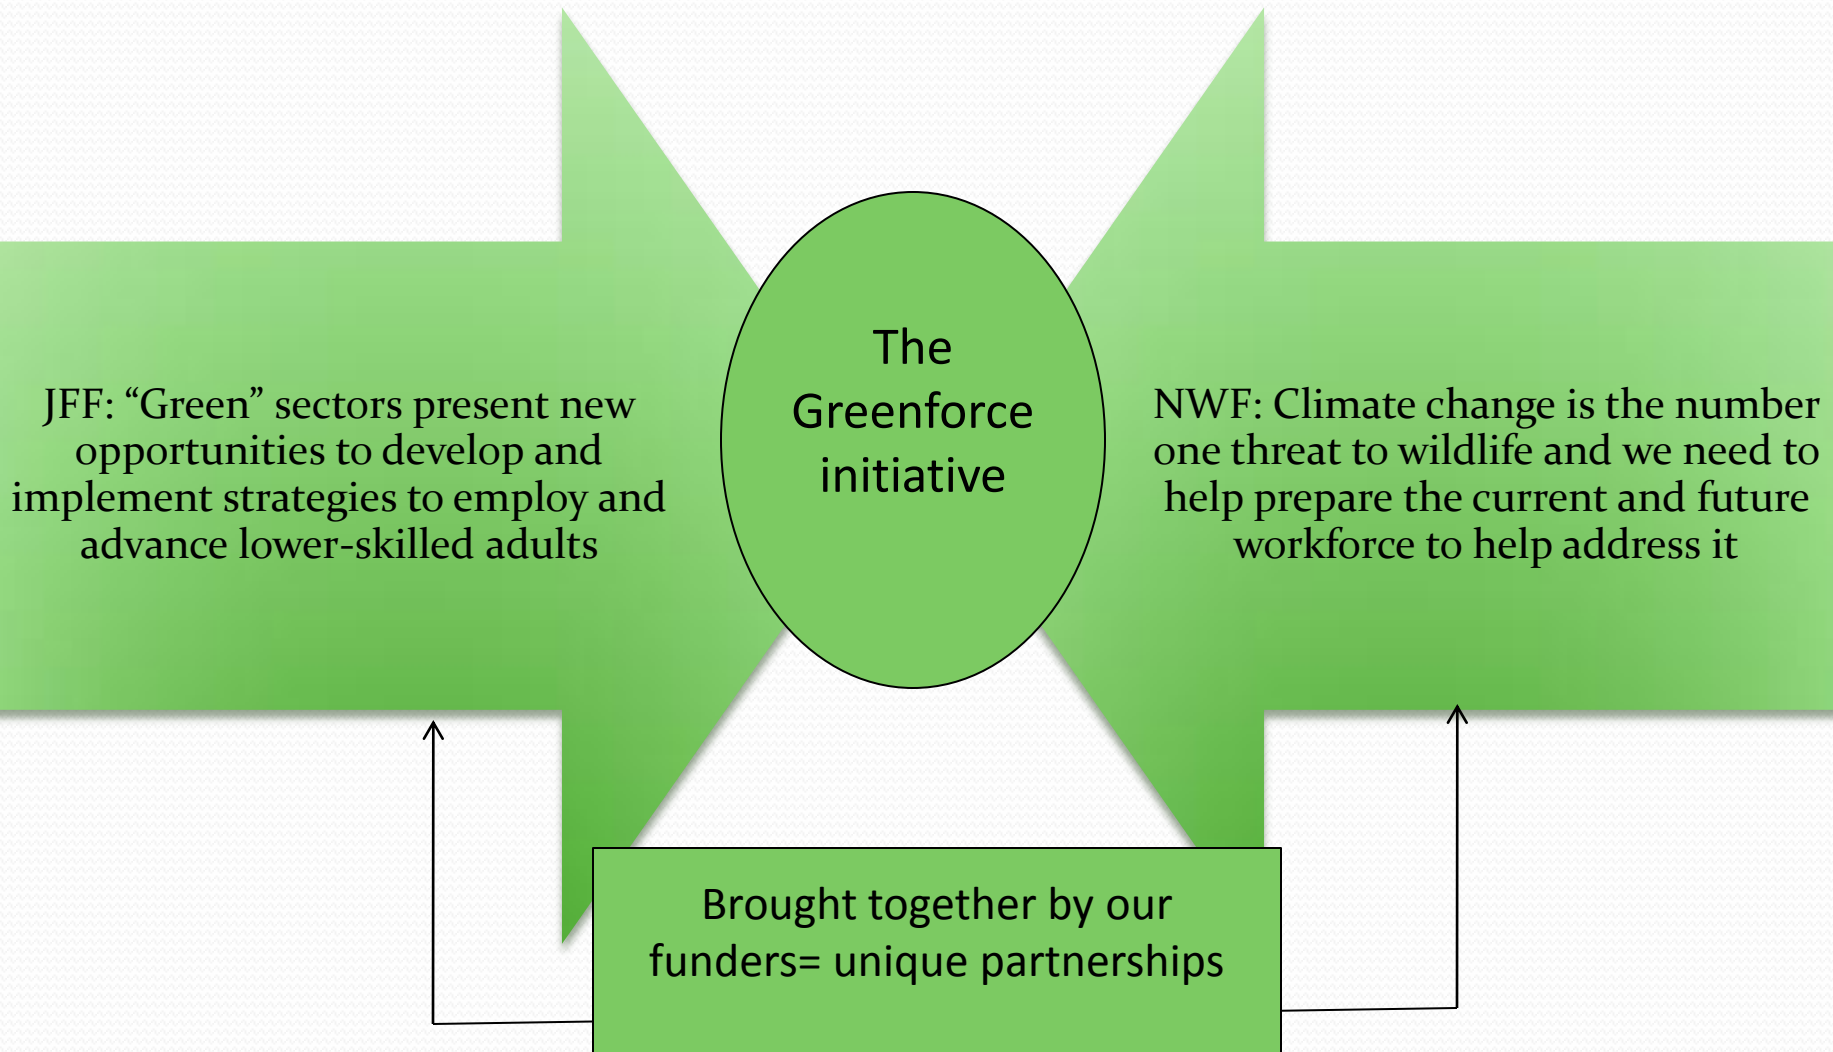 JFF: “Green” sectors present new
opportunities to develop and
implement strategies to employ and
advance lower-skilled adults
The
Greenforce
initiative
NWF: Climate change is the number
one threat to wildlife and we need to
help prepare the current and future
workforce to help address it
Brought together by our
funders= unique partnerships